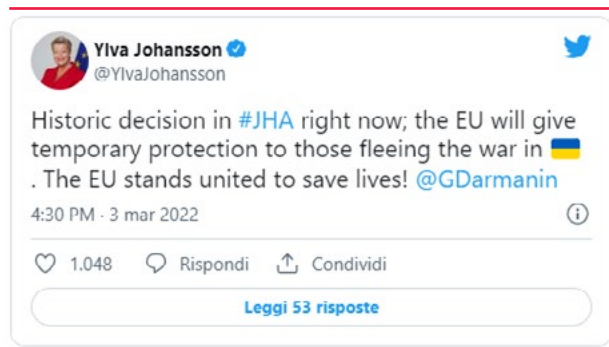 Ylva Johansson
@YlvaJohansson
Historic decision in #JHA right now; the EU will give
temporary protection to those fleeing the war in 🇺🇦
. The EU stands united to save lives! @GDarmanin
4:30 PM · 3 mar 2022
1.048 Rispondi Condividi
Leggi 53 risposte